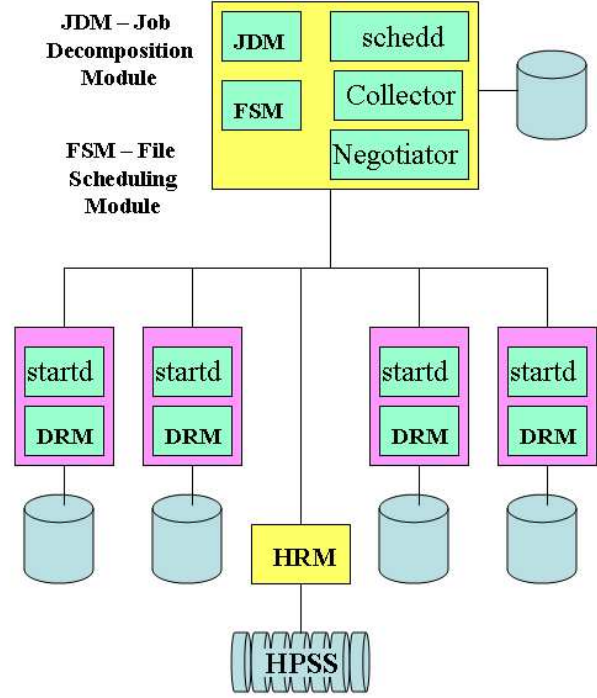 JDM – Job
Decomposition
Module
FSM – File
Scheduling
Module
JDM
schedd
FSM
Collector
Negotiator
startd
startd
startd
startd
DRM
DRM
DRM
DRM
HRM
HPSS